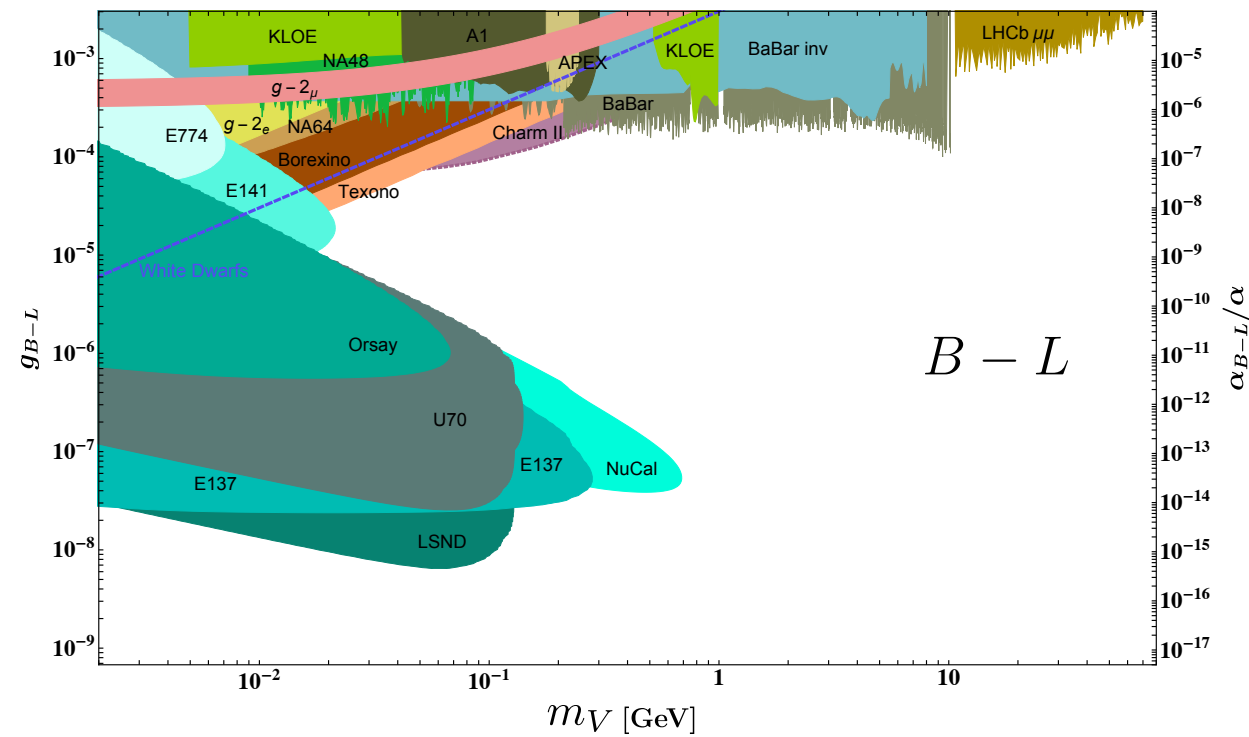 KLOE
A1
LHCb μμ
NA48
APEX
KLOE
BaBar inv
g-2μ
BaBar
g-2e
NA64
E774
Charm II
Borexino
E141
Texono
White Dwarfs
Orsay
B − L
U70
E137
NuCal
E137
LSND
10⁻³
10⁻⁴
10⁻⁵
10⁻⁶
10⁻⁷
10⁻⁸
10⁻⁹
g_{B−L}
10⁻⁵
10⁻⁶
10⁻⁷
10⁻⁸
10⁻⁹
10⁻¹⁰
10⁻¹¹
10⁻¹²
10⁻¹³
10⁻¹⁴
10⁻¹⁵
10⁻¹⁶
10⁻¹⁷
α_{B−L}/α
10⁻² 10⁻¹ 1 10
m_V [GeV]